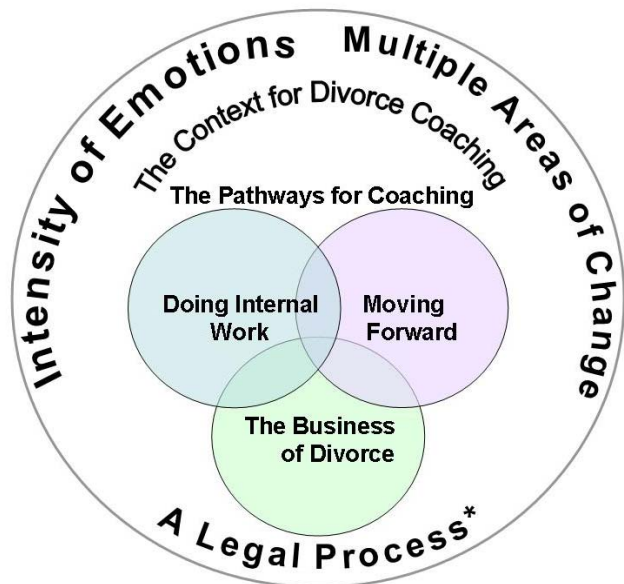 Intensity of Emotions
Multiple Areas of Change
The Context for Divorce Coaching
The Pathways for Coaching
Doing Internal
Work
Moving
Forward
The Business
of Divorce
A Legal Process*